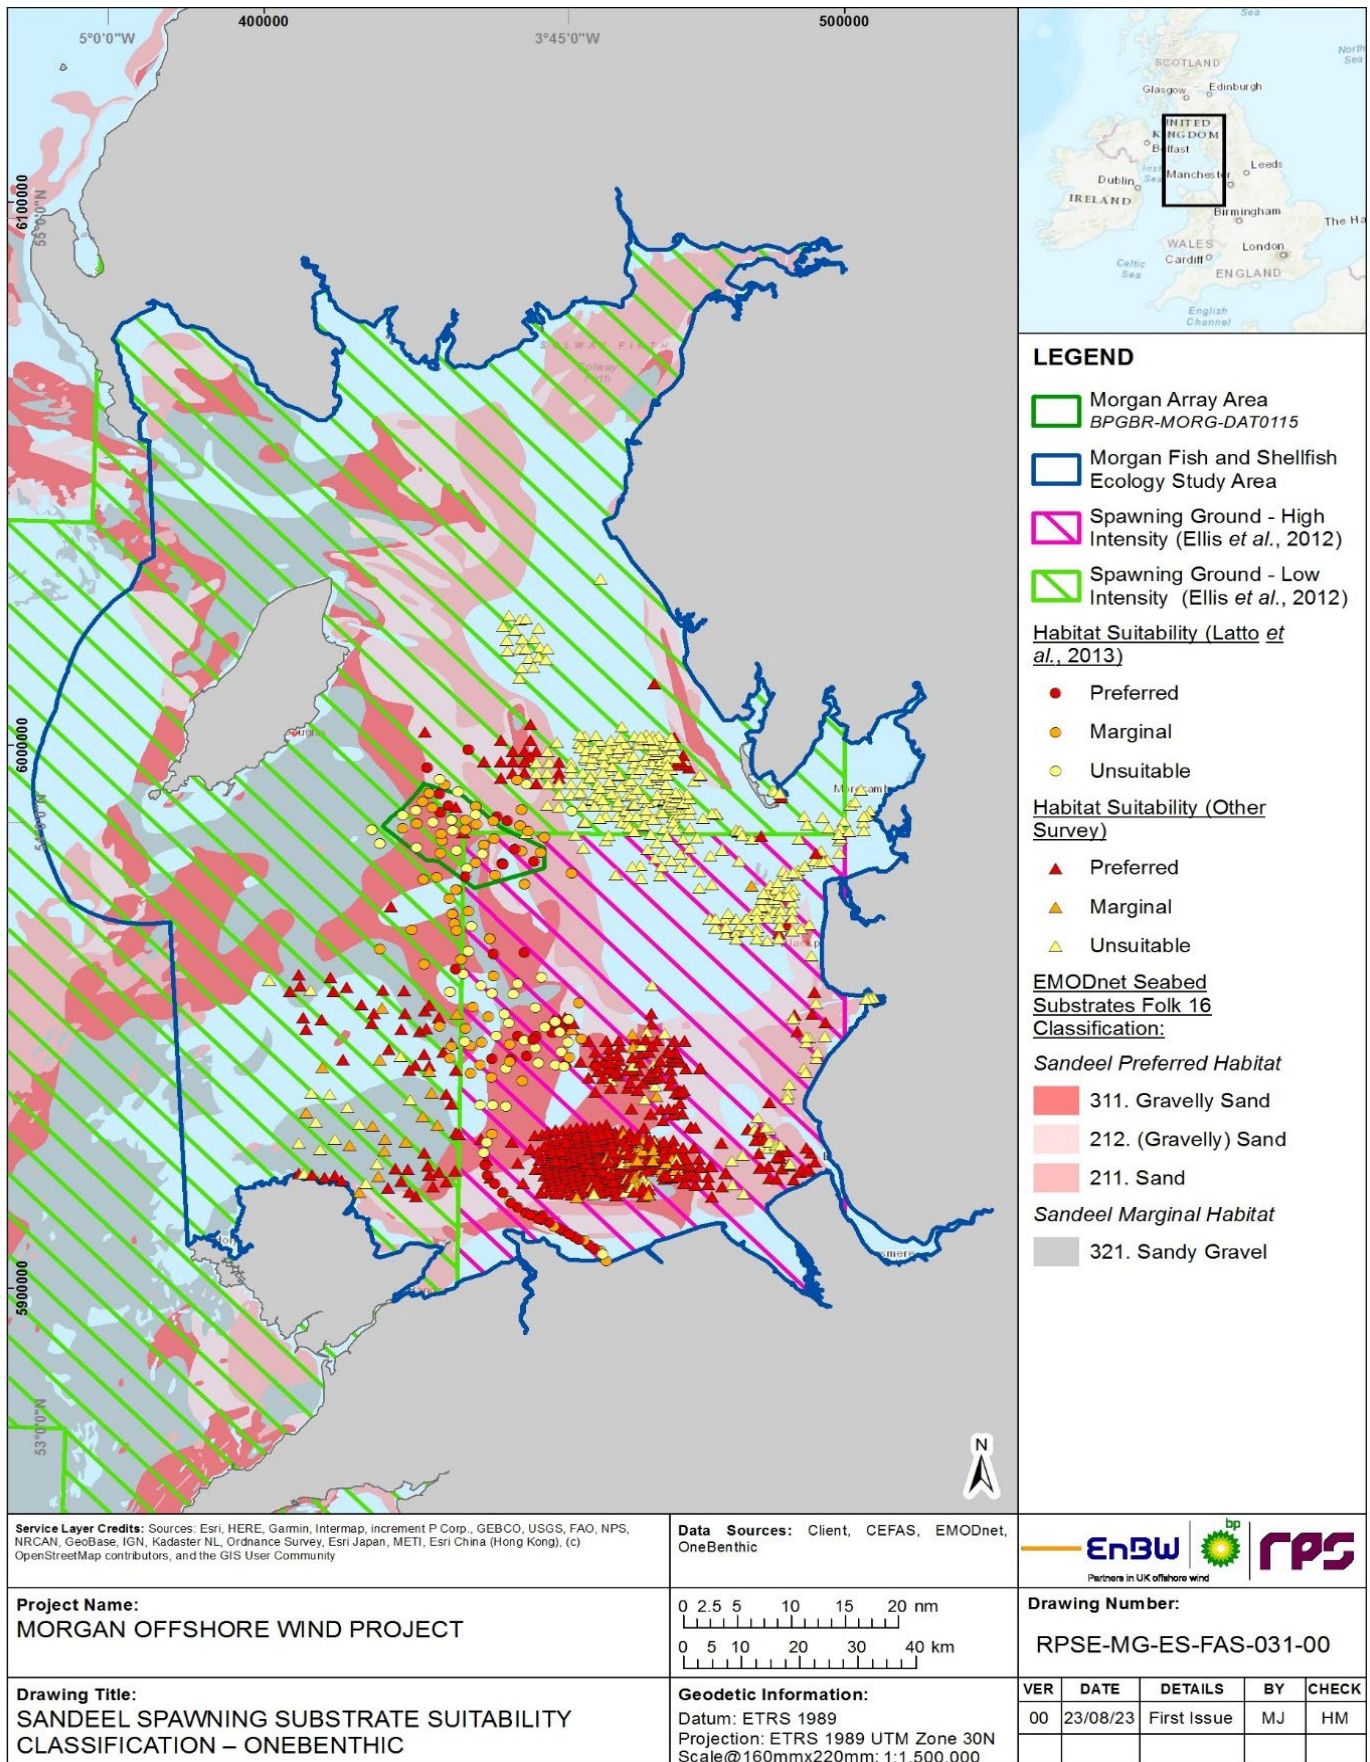 400000
500000
5°0'0"W
3°45'0"W
6100000
55°0'0"N
SOLWAY FIRTH
Solway
Firth
6000000
54°0'0"N
5900000
53°0'0"N
N
Sea
North
Sea
SCOTLAND
Glasgow
Edinburgh
UNITED
KINGDOM
Belfast
Leeds
Dublin
Manchester
IRELAND
Birmingham
The Ha
WALES
London
Cardiff
ENGLAND
Celtic
Sea
English
Channel
LEGEND
Morgan Array Area
BPGBR-MORG-DAT0115
Morgan Fish and Shellfish
Ecology Study Area
Spawning Ground - High
Intensity (Ellis et al., 2012)
Spawning Ground - Low
Intensity (Ellis et al., 2012)
Habitat Suitability (Latto et
al., 2013)
Preferred
Marginal
Unsuitable
Habitat Suitability (Other
Survey)
Preferred
Marginal
Unsuitable
EMODnet Seabed
Substrates Folk 16
Classification:
Sandeel Preferred Habitat
311. Gravelly Sand
212. (Gravelly) Sand
211. Sand
Sandeel Marginal Habitat
321. Sandy Gravel
Service Layer Credits: Sources: Esri, HERE, Garmin, Intermap, increment P Corp., GEBCO, USGS, FAO, NPS,
NRCAN, GeoBase, IGN, Kadaster NL, Ordnance Survey, Esri Japan, METI, Esri China (Hong Kong), (c)
OpenStreetMap contributors, and the GIS User Community
Data Sources: Client, CEFAS, EMODnet,
OneBenthic
EnBW bp rps
Partners in UK offshore wind
Project Name:
MORGAN OFFSHORE WIND PROJECT
0 2.5 5 10 15 20 nm
0 5 10 20 30 40 km
Drawing Number:
RPSE-MG-ES-FAS-031-00
Drawing Title:
SANDEEL SPAWNING SUBSTRATE SUITABILITY
CLASSIFICATION – ONEBENTHIC
Geodetic Information:
Datum: ETRS 1989
Projection: ETRS 1989 UTM Zone 30N
Scale@160mmx220mm: 1:1,500,000
VER DATE DETAILS BY CHECK
00 23/08/23 First Issue MJ HM